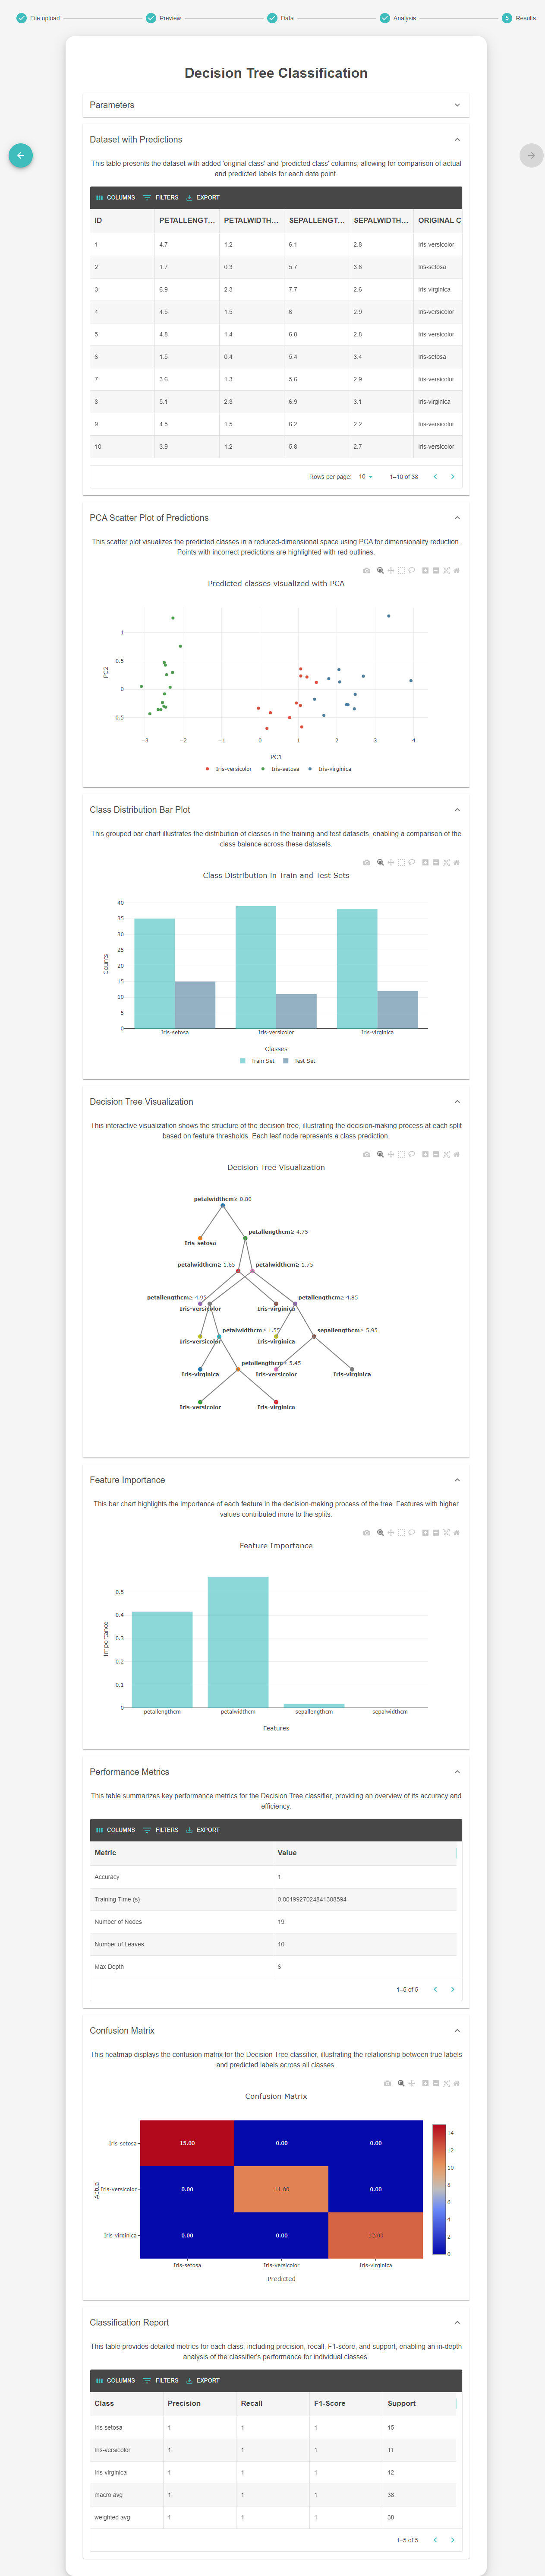 File upload
Preview
Data
Analysis
5 Results
Decision Tree Classification
Parameters
Dataset with Predictions
This table presents the dataset with added 'original class' and 'predicted class' columns, allowing for comparison of actual
and predicted labels for each data point.
COLUMNS FILTERS EXPORT
ID PETALLENGT... PETALWIDTH... SEPALLENGT... SEPALWIDTH... ORIGINAL C
1 4.7 1.2 6.1 2.8 Iris-versicolor
2 1.7 0.3 5.7 3.8 Iris-setosa
3 6.9 2.3 7.7 2.6 Iris-virginica
4 4.5 1.5 6 2.9 Iris-versicolor
5 4.8 1.4 6.8 2.8 Iris-versicolor
6 1.5 0.4 5.4 3.4 Iris-setosa
7 3.6 1.3 5.6 2.9 Iris-versicolor
8 5.1 2.3 6.9 3.1 Iris-virginica
9 4.5 1.5 6.2 2.2 Iris-versicolor
10 3.9 1.2 5.8 2.7 Iris-versicolor
Rows per page: 10 1–10 of 38
PCA Scatter Plot of Predictions
This scatter plot visualizes the predicted classes in a reduced-dimensional space using PCA for dimensionality reduction.
Points with incorrect predictions are highlighted with red outlines.
Predicted classes visualized with PCA
1
0.5
0
−0.5
PC2
−3 −2 −1 0 1 2 3 4
PC1
Iris-versicolor Iris-setosa Iris-virginica
Class Distribution Bar Plot
This grouped bar chart illustrates the distribution of classes in the training and test datasets, enabling a comparison of the
class balance across these datasets.
Class Distribution in Train and Test Sets
40
35
30
25
20
15
10
5
0
Counts
Iris-setosa Iris-versicolor Iris-virginica
Classes
Train Set Test Set
Decision Tree Visualization
This interactive visualization shows the structure of the decision tree, illustrating the decision-making process at each split
based on feature thresholds. Each leaf node represents a class prediction.
Decision Tree Visualization
petalwidthcm≥ 0.80
petallengthcm≥ 4.75
Iris-setosa
petalwidthcm≥ 1.65 petalwidthcm≥ 1.75
petallengthcm≥ 4.95 petallengthcm≥ 4.85
Iris-versicolor Iris-virginica
petalwidthcm≥ 1.55 sepallengthcm≥ 5.95
Iris-versicolor Iris-virginica
petallengthcm≥ 5.45
Iris-virginica Iris-versicolor Iris-virginica
Iris-versicolor Iris-virginica
Feature Importance
This bar chart highlights the importance of each feature in the decision-making process of the tree. Features with higher
values contributed more to the splits.
Feature Importance
0.5
0.4
0.3
0.2
0.1
0
Importance
petallengthcm petalwidthcm sepallengthcm sepalwidthcm
Features
Performance Metrics
This table summarizes key performance metrics for the Decision Tree classifier, providing an overview of its accuracy and
efficiency.
COLUMNS FILTERS EXPORT
Metric Value
Accuracy 1
Training Time (s) 0.0019927024841308594
Number of Nodes 19
Number of Leaves 10
Max Depth 6
1–5 of 5
Confusion Matrix
This heatmap displays the confusion matrix for the Decision Tree classifier, illustrating the relationship between true labels
and predicted labels across all classes.
Confusion Matrix
Iris-setosa 15.00 0.00 0.00
Iris-versicolor 0.00 11.00 0.00
Iris-virginica 0.00 0.00 12.00
Actual
Iris-setosa Iris-versicolor Iris-virginica
Predicted
14
12
10
8
6
4
2
0
Classification Report
This table provides detailed metrics for each class, including precision, recall, F1-score, and support, enabling an in-depth
analysis of the classifier's performance for individual classes.
COLUMNS FILTERS EXPORT
Class Precision Recall F1-Score Support
Iris-setosa 1 1 1 15
Iris-versicolor 1 1 1 11
Iris-virginica 1 1 1 12
macro avg 1 1 1 38
weighted avg 1 1 1 38
1–5 of 5